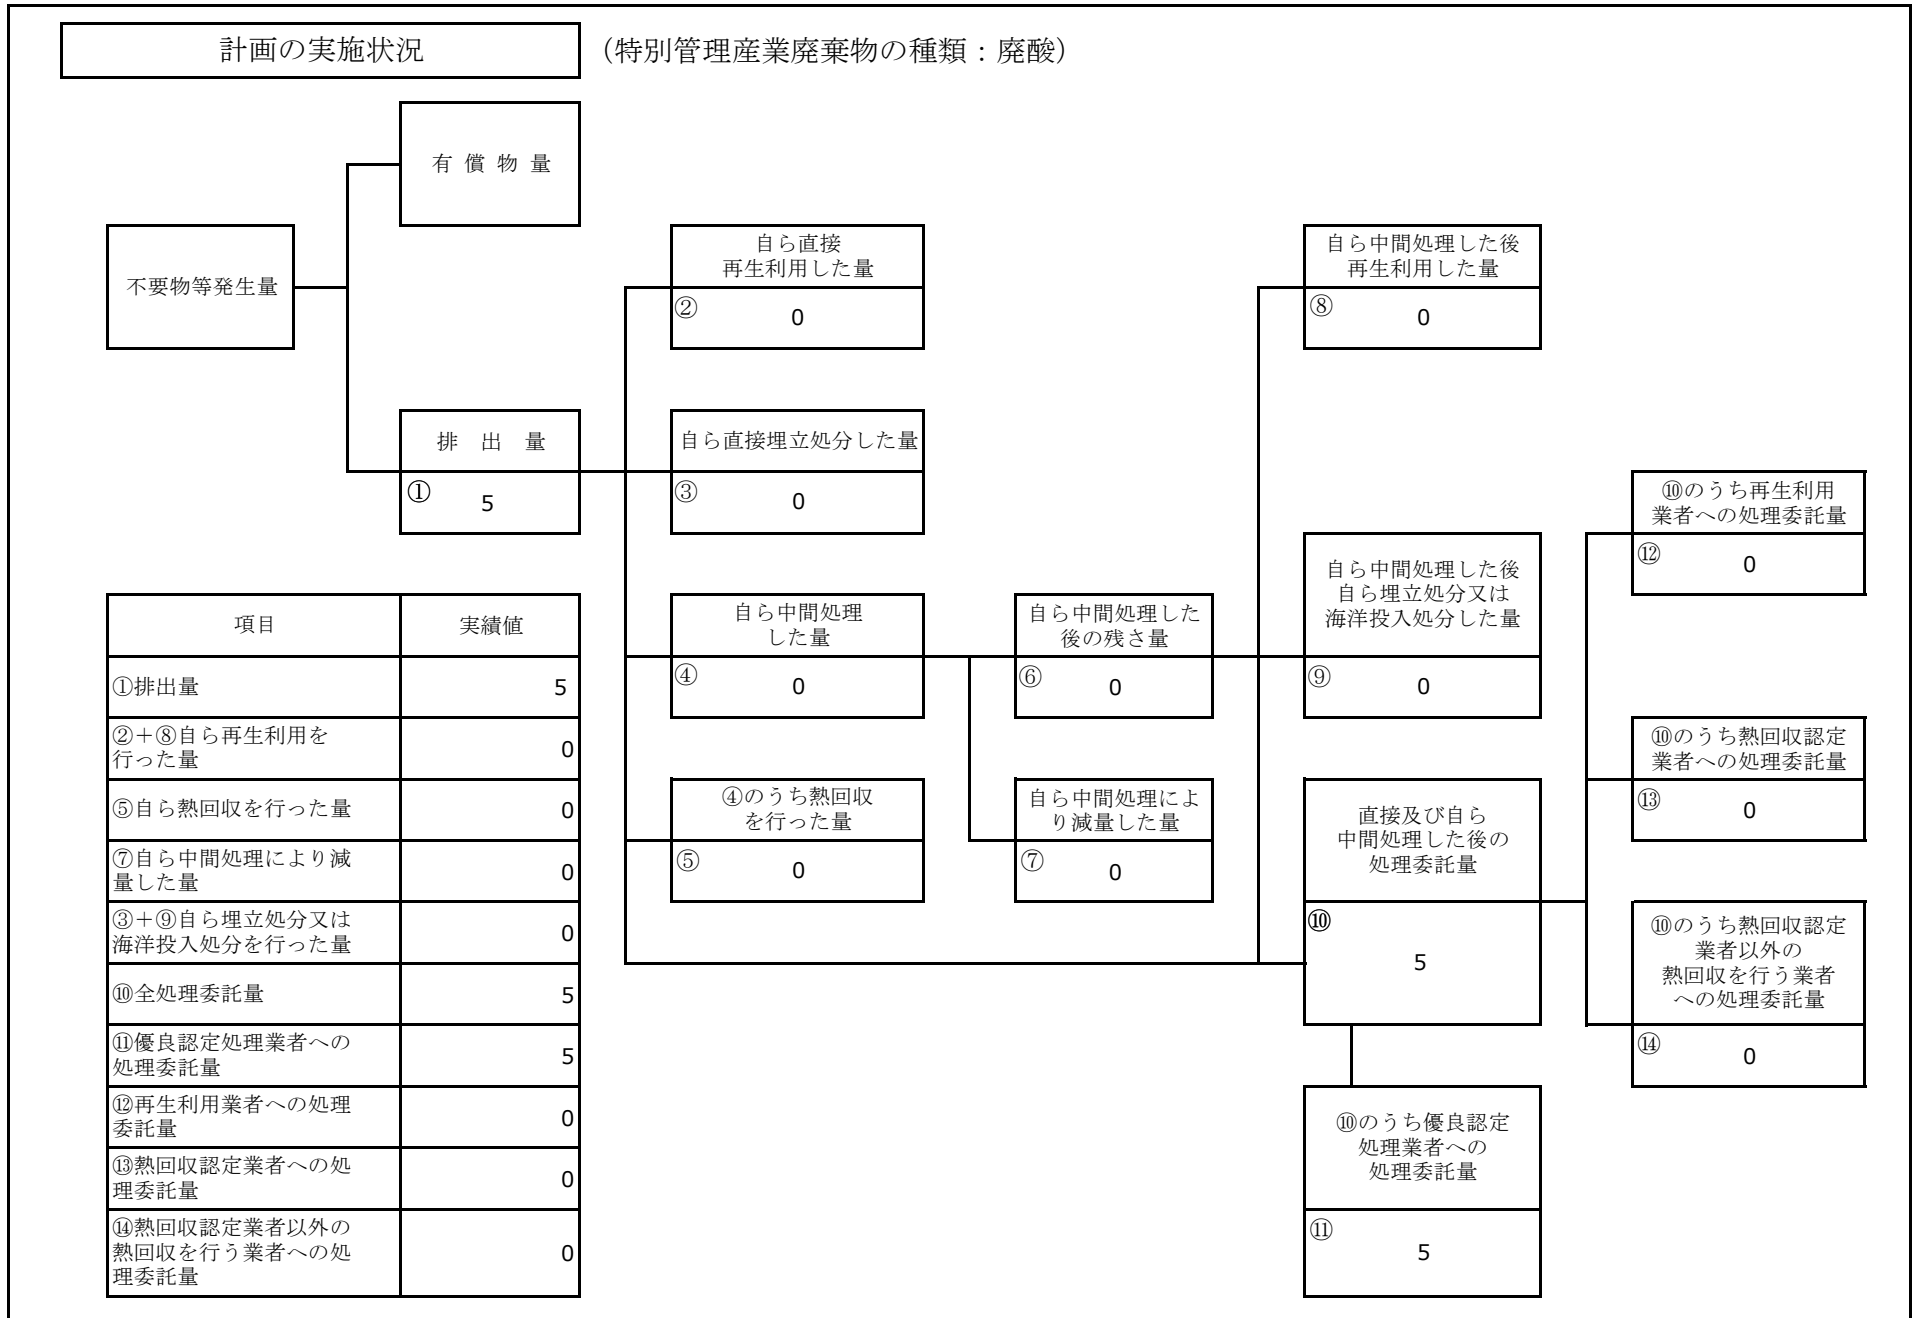 計画の実施状況
（特別管理産業廃棄物の種類：廃酸）
有償物量
不要物等発生量
排出量
①
5
自ら直接
再生利用した量
②
0
自ら直接埋立処分した量
③
0
自ら中間処理
した量
④
0
④のうち熱回収
を行った量
⑤
0
自ら中間処理した
後の残さ量
⑥
0
自ら中間処理によ
り減量した量
⑦
0
自ら中間処理した後
再生利用した量
⑧
0
自ら中間処理した後
自ら埋立処分又は
海洋投入処分した量
⑨
0
直接及び自ら
中間処理した後の
処理委託量
⑩
5
⑩のうち優良認定
処理業者への
処理委託量
⑪
5
⑩のうち再生利用
業者への処理委託量
⑫
0
⑩のうち熱回収認定
業者への処理委託量
⑬
0
⑩のうち熱回収認定
業者以外の
熱回収を行う業者
への処理委託量
⑭
0
項目 実績値
①排出量 5
②＋⑧自ら再生利用を
行った量 0
⑤自ら熱回収を行った量 0
⑦自ら中間処理により減
量した量 0
③＋⑨自ら埋立処分又は
海洋投入処分を行った量 0
⑩全処理委託量 5
⑪優良認定処理業者への
処理委託量 5
⑫再生利用業者への処理
委託量 0
⑬熱回収認定業者への処
理委託量 0
⑭熱回収認定業者以外の
熱回収を行う業者への処
理委託量 0